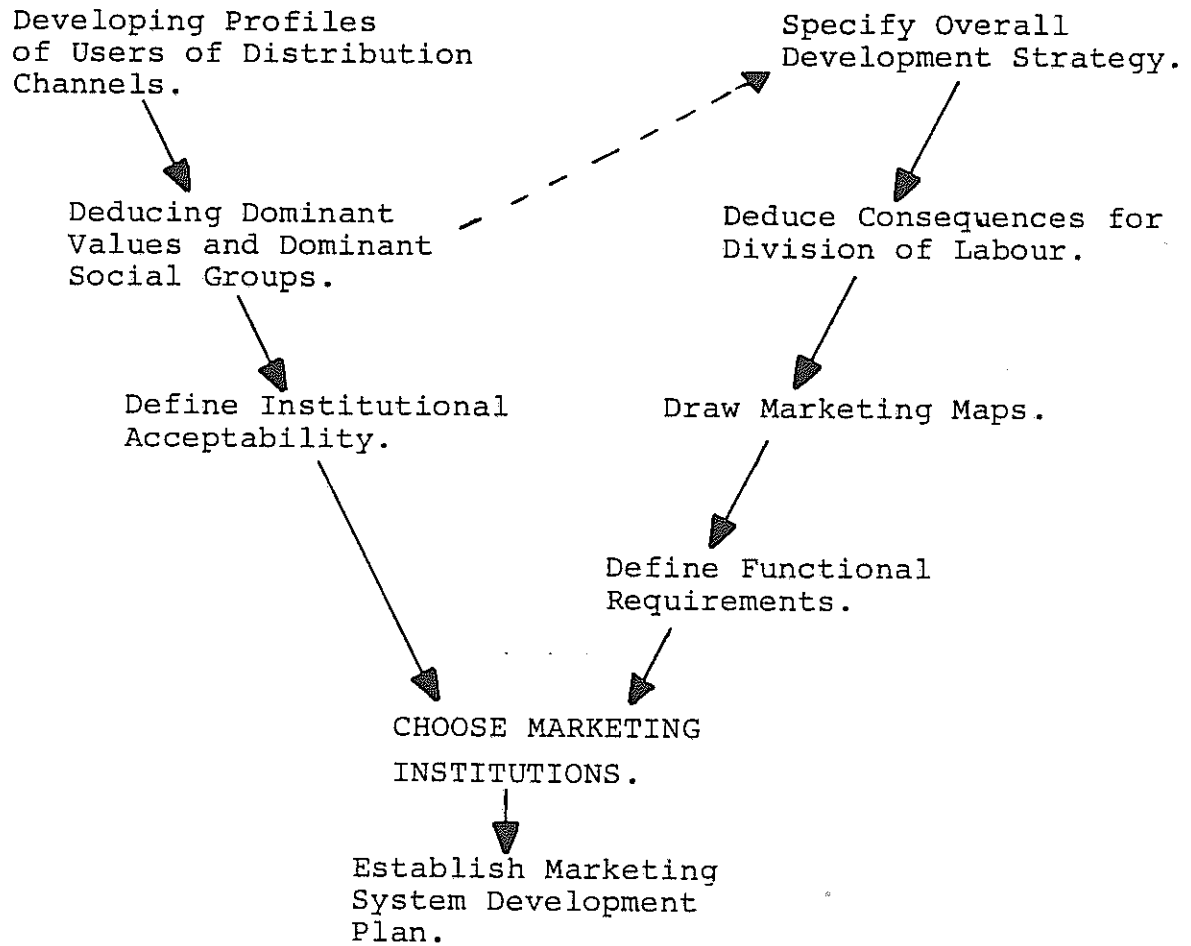 Developing Profiles
of Users of Distribution
Channels.
Specify Overall
Development Strategy.
Deducing Dominant
Values and Dominant
Social Groups.
Deduce Consequences for
Division of Labour.
Define Institutional
Acceptability.
Draw Marketing Maps.
Define Functional
Requirements.
CHOOSE MARKETING
INSTITUTIONS.
Establish Marketing
System Development
Plan.